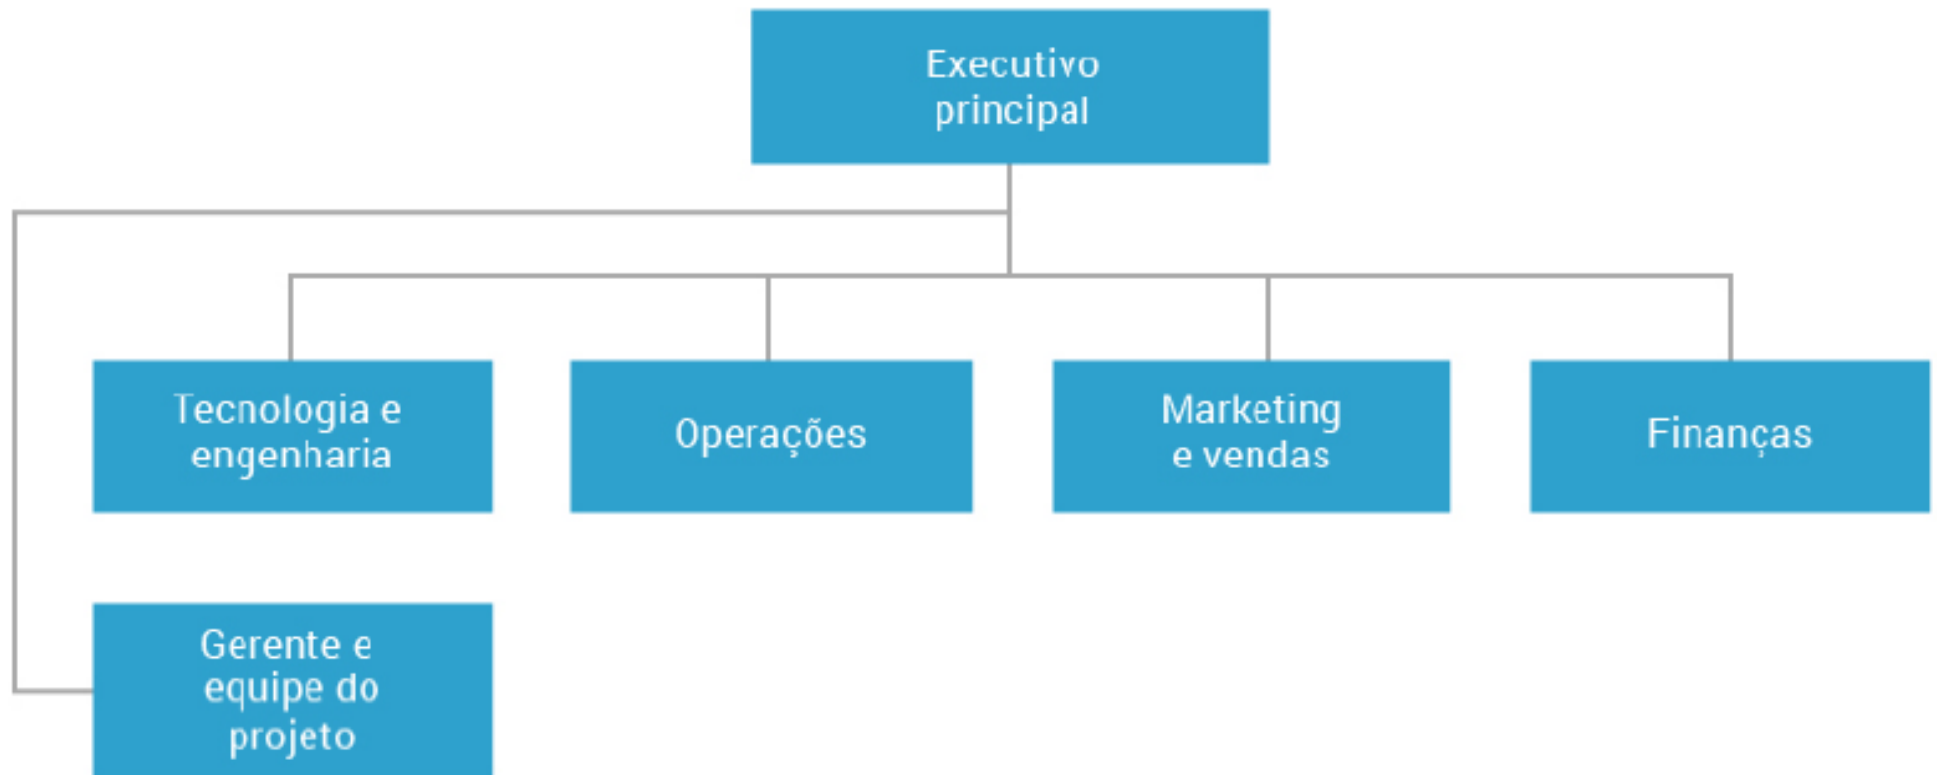 Executivo
principal
Tecnologia e
engenharia
Operações
Marketing
e vendas
Finanças
Gerente e
equipe do
projeto